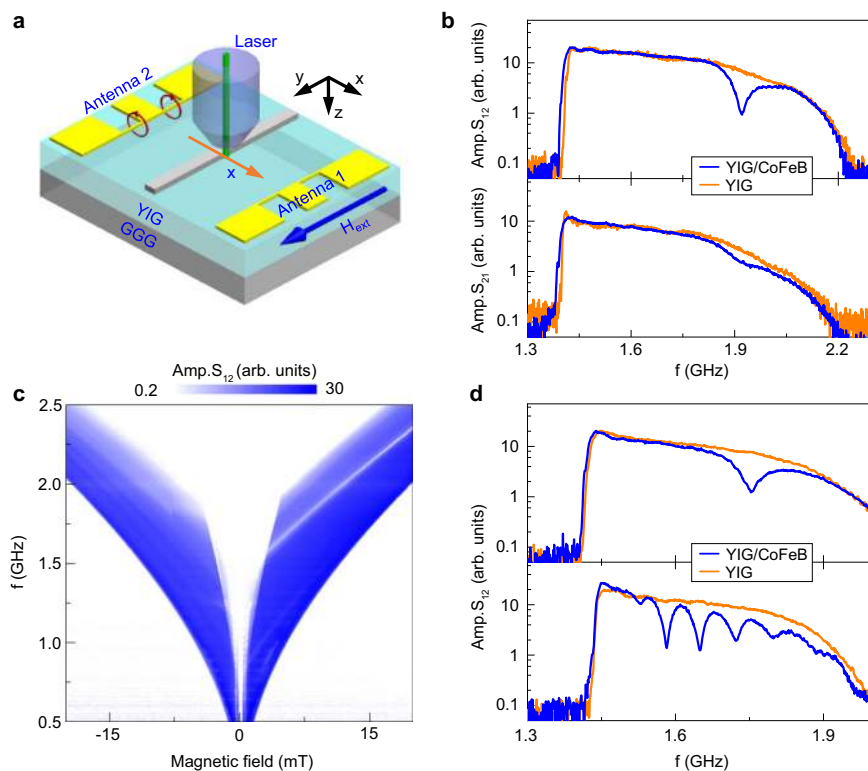 a
Laser
Antenna 2
y
x
z
x
Antenna 1
YIG
GGG
H_ext
b
Amp.S_12 (arb. units)
10
1
0.1
YIG/CoFeB
YIG
Amp.S_21 (arb. units)
10
1
0.1
1.3
1.6
1.9
2.2
f (GHz)
c
Amp.S_12 (arb. units)
0.2
30
f (GHz)
2.5
2.0
1.5
1.0
0.5
-15
0
15
Magnetic field (mT)
d
Amp.S_12 (arb. units)
10
1
0.1
YIG/CoFeB
YIG
10
1
0.1
1.3
1.6
1.9
f (GHz)